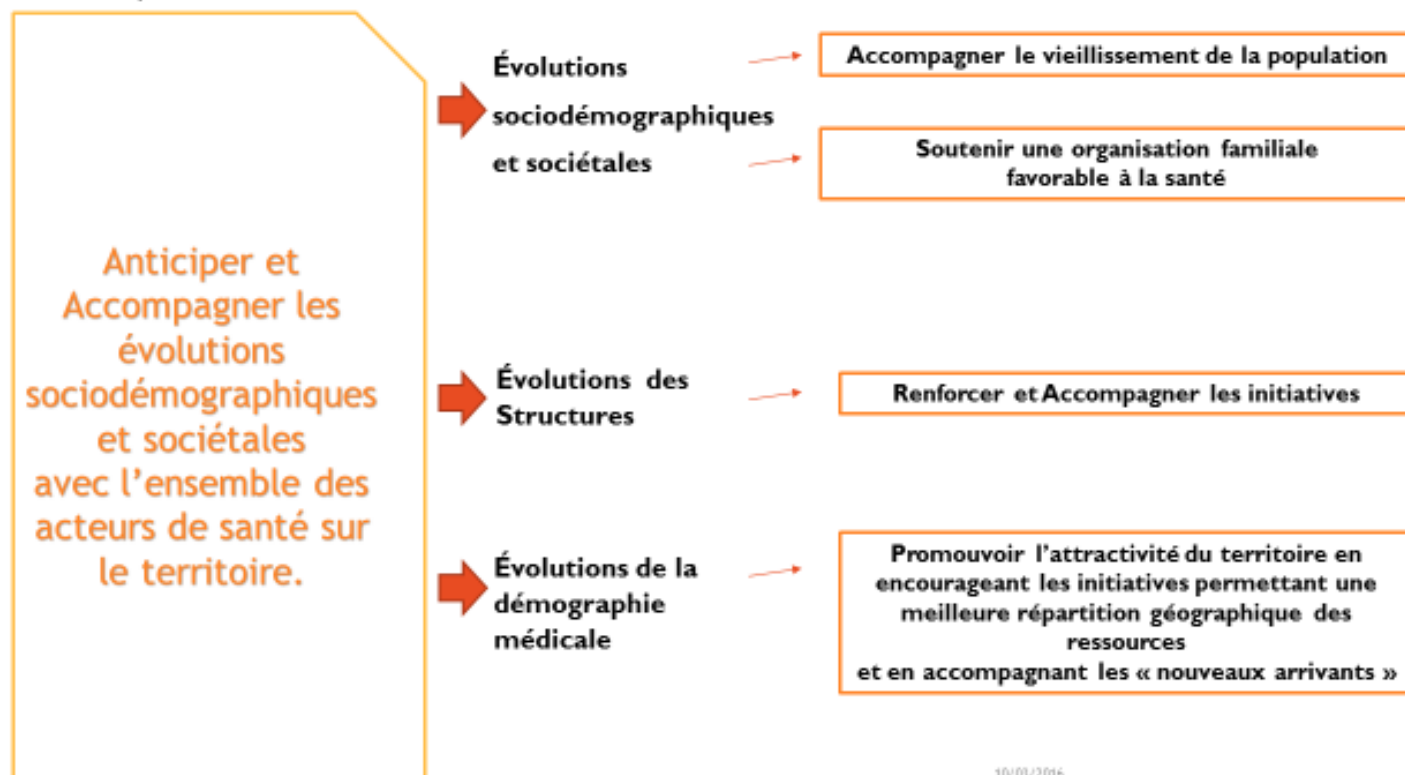 Anticiper et
Accompagner les
évolutions
sociodémographiques
et sociétales
avec l’ensemble des
acteurs de santé sur
le territoire.
Évolutions
sociodémographiques
et sociétales
Accompagner le vieillissement de la population
Soutenir une organisation familiale
favorable à la santé
Évolutions des
Structures
Renforcer et Accompagner les initiatives
Évolutions de la
démographie
médicale
Promouvoir l’attractivité du territoire en
encourageant les initiatives permettant une
meilleure répartition géographique des
ressources
et en accompagnant les « nouveaux arrivants »